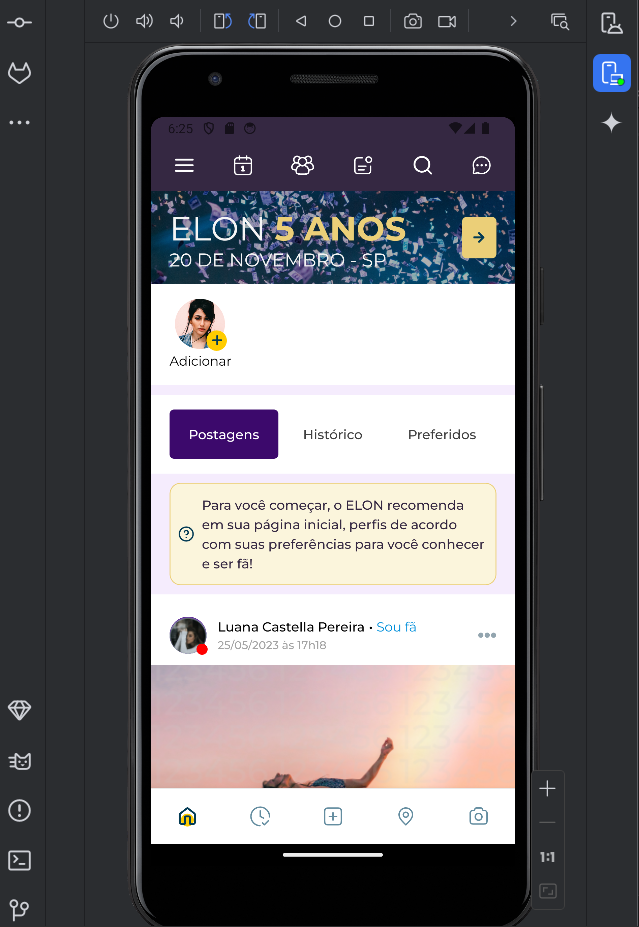 6:25
ELON 5 ANOS
20 DE NOVEMBRO - SP
Adicionar
Postagens Histórico Preferidos
Para você começar, o ELON recomenda
em sua página inicial, perfis de acordo
com suas preferências para você conhecer
e ser fã!
Luana Castella Pereira • Sou fã
25/05/2023 às 17h18
1:1